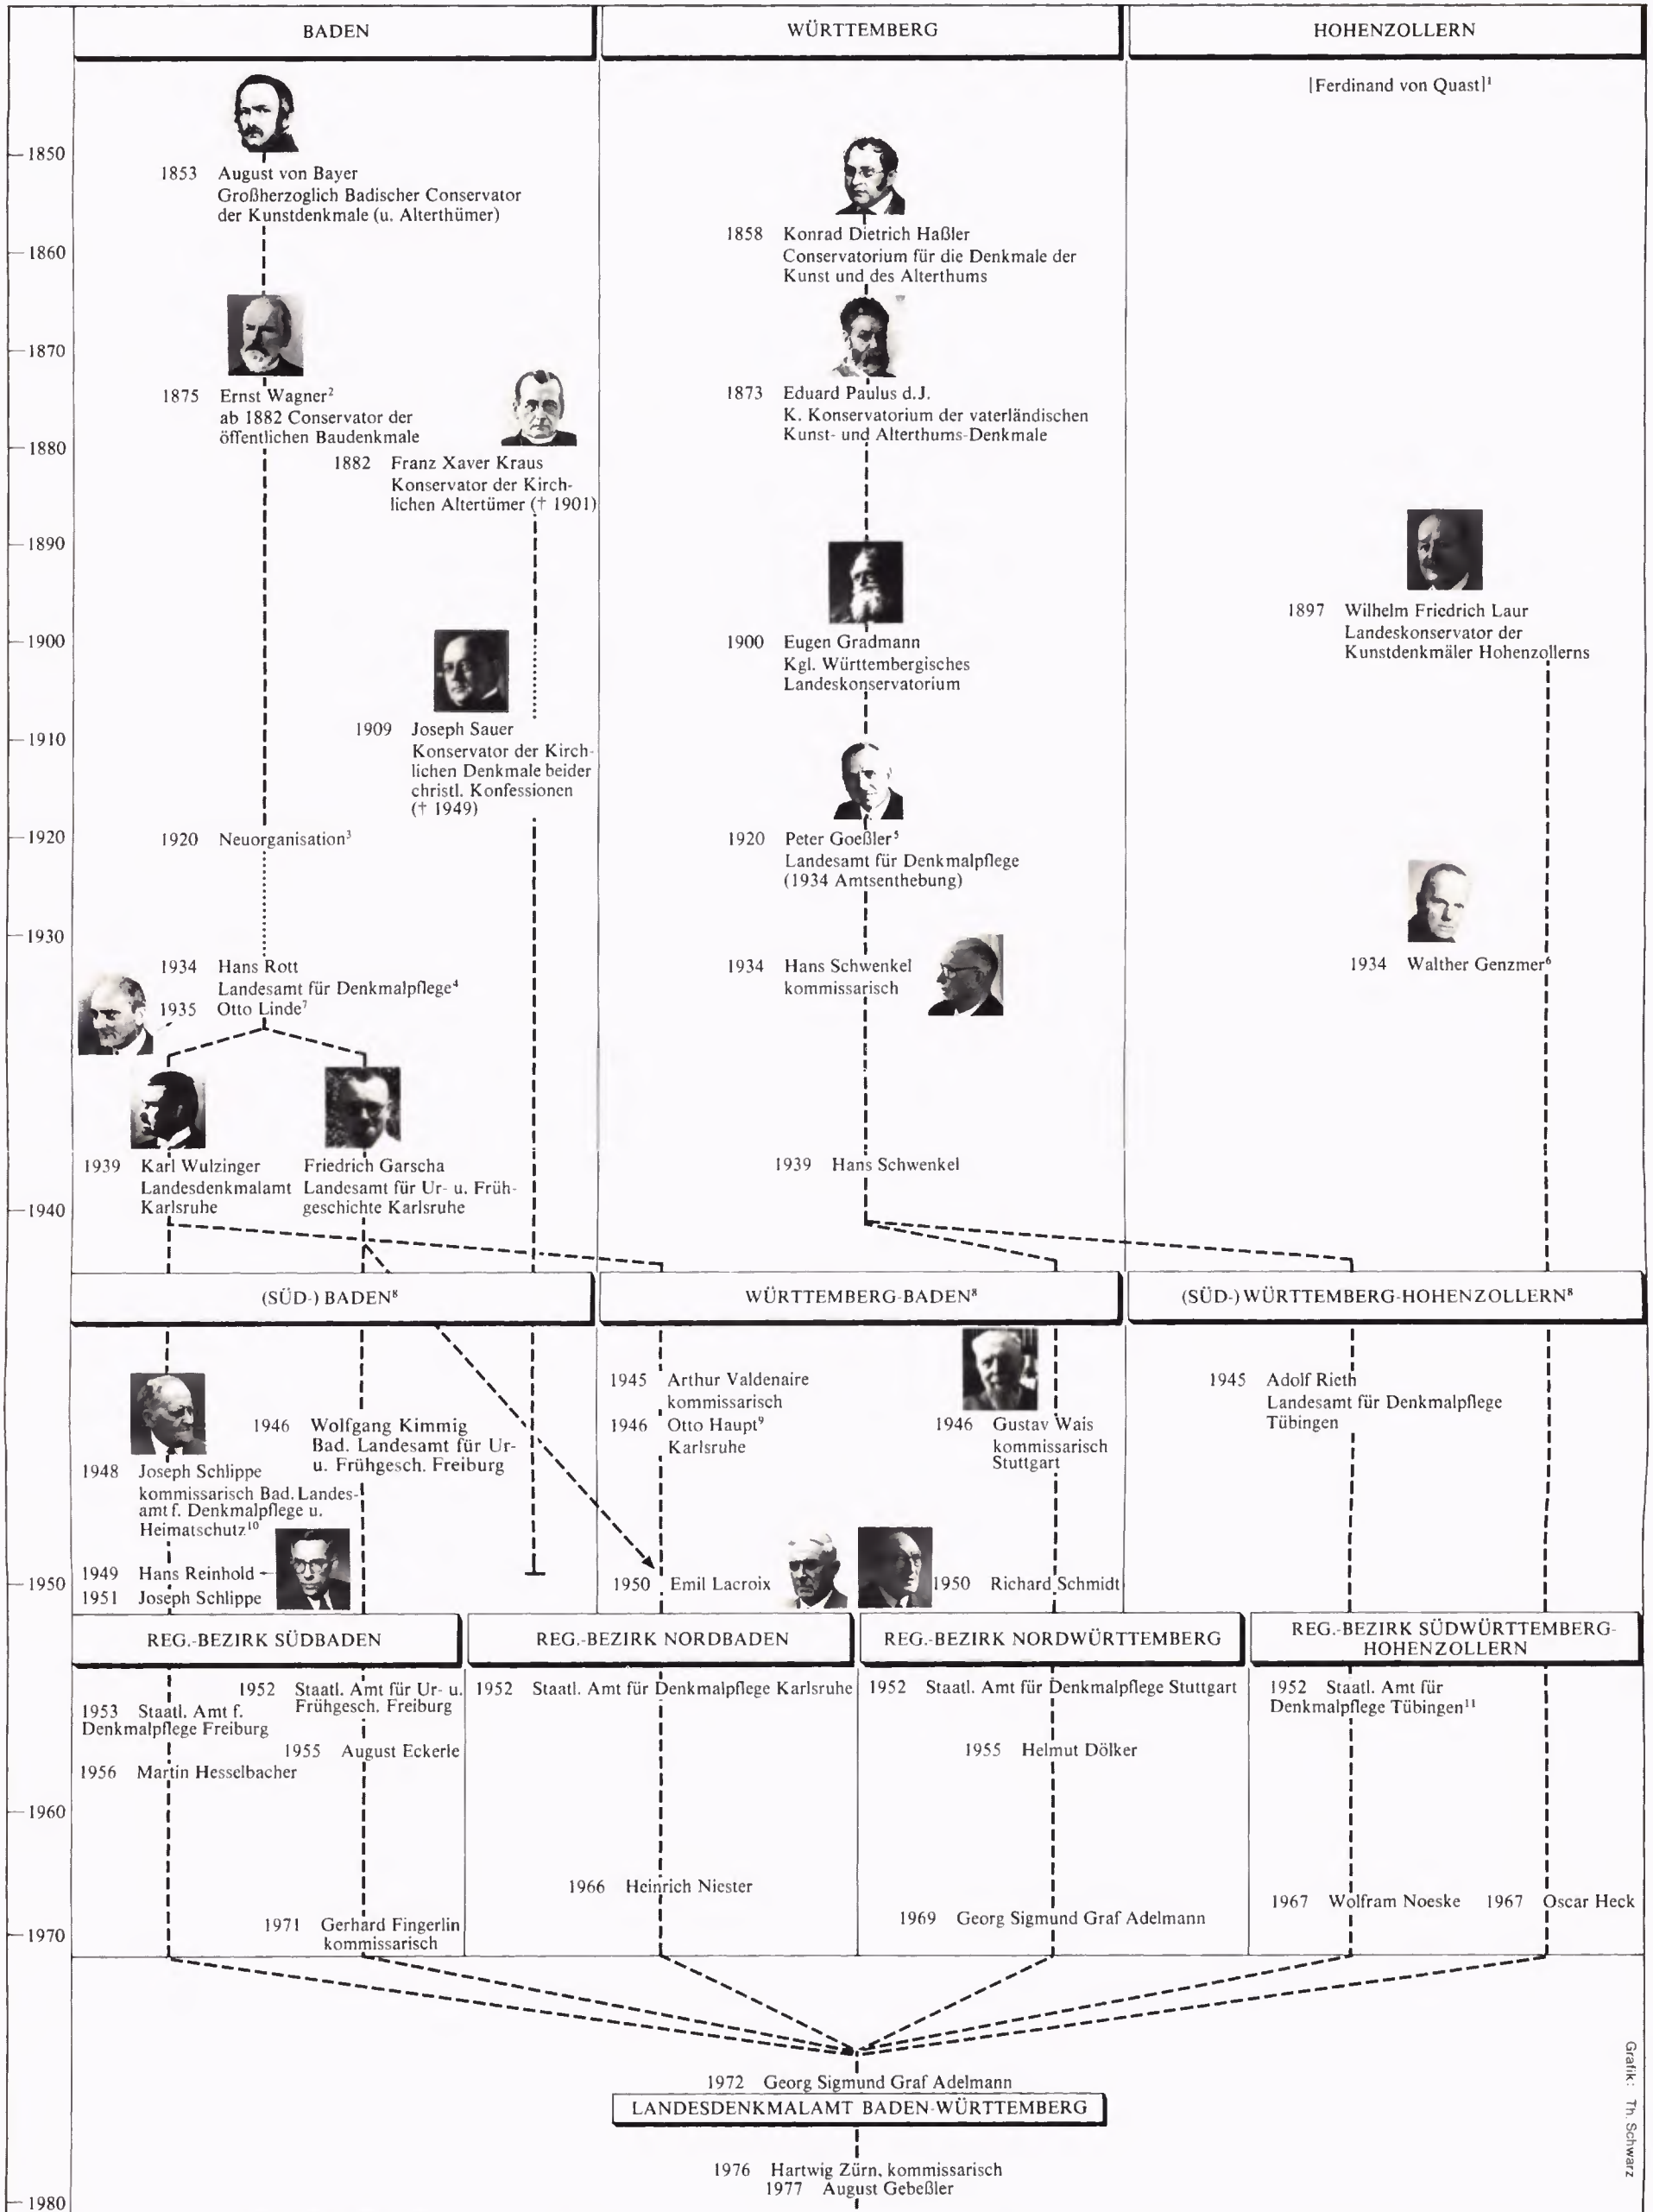 BADEN
WÜRTTEMBERG
HOHENZOLLERN
[Ferdinand von Quast]¹
1850
1853 August von Bayer
Großherzoglich Badischer Conservator
der Kunstdenkmale (u. Alterthümer)
1858 Konrad Dietrich Haßler
Conservatorium für die Denkmale der
Kunst und des Alterthums
1860
1870
1875 Ernst Wagner²
ab 1882 Conservator der
öffentlichen Baudenkmale
1873 Eduard Paulus d.J.
K. Konservatorium der vaterländischen
Kunst- und Alterthums-Denkmale
1880
1882 Franz Xaver Kraus
Konservator der Kirch-
lichen Altertümer († 1901)
1890
1897 Wilhelm Friedrich Laur
Landeskonservator der
Kunstdenkmäler Hohenzollerns
1900
1900 Eugen Gradmann
Kgl. Württembergisches
Landeskonservatorium
1909 Joseph Sauer
Konservator der Kirch-
lichen Denkmale beider
christl. Konfessionen
(† 1949)
1910
1920
1920 Neuorganisation³
1920 Peter Goeßler⁵
Landesamt für Denkmalpflege
(1934 Amtsenthebung)
1930
1934 Hans Rott
Landesamt für Denkmalpflege⁴
1935 Otto Linde⁷
1934 Hans Schwenkel
kommissarisch
1934 Walther Genzmer⁶
1939 Karl Wulzinger
Landesdenkmalamt
Karlsruhe
Friedrich Garscha
Landesamt für Ur- u. Früh-
geschichte Karlsruhe
1939 Hans Schwenkel
1940
(SÜD-) BADEN⁸
WÜRTTEMBERG-BADEN⁸
(SÜD-) WÜRTTEMBERG-HOHENZOLLERN⁸
1946 Wolfgang Kimmig
Bad. Landesamt für Ur-
u. Frühgesch. Freiburg
1948 Joseph Schlippe
kommissarisch Bad. Landes-
amt f. Denkmalpflege u.
Heimatschutz¹⁰
1949 Hans Reinhold
1951 Joseph Schlippe
1945 Arthur Valdenaire
kommissarisch
1946 Otto Haupt⁹
Karlsruhe
1950 Emil Lacroix
1946 Gustav Wais
kommissarisch
Stuttgart
1950 Richard Schmidt
1945 Adolf Rieth
Landesamt für Denkmalpflege
Tübingen
1950
REG.-BEZIRK SÜDBADEN
REG.-BEZIRK NORDBADEN
REG.-BEZIRK NORDWÜRTTEMBERG
REG.-BEZIRK SÜDWÜRTTEMBERG-
HOHENZOLLERN
1952 Staatl. Amt für Ur- u.
Frühgesch. Freiburg
1953 Staatl. Amt f.
Denkmalpflege Freiburg
1955 August Eckerle
1956 Martin Hesselbacher
1952 Staatl. Amt für Denkmalpflege Karlsruhe
1952 Staatl. Amt für Denkmalpflege Stuttgart
1955 Helmut Dölker
1952 Staatl. Amt für
Denkmalpflege Tübingen¹¹
1960
1966 Heinrich Niester
1967 Wolfram Noeske
1967 Oscar Heck
1969 Georg Sigmund Graf Adelmann
1971 Gerhard Fingerlin
kommissarisch
1970
1972 Georg Sigmund Graf Adelmann
LANDESDENKMALAMT BADEN-WÜRTTEMBERG
1976 Hartwig Zürn, kommissarisch
1977 August Gebeßler
1980
Grafik: Th. Schwarz